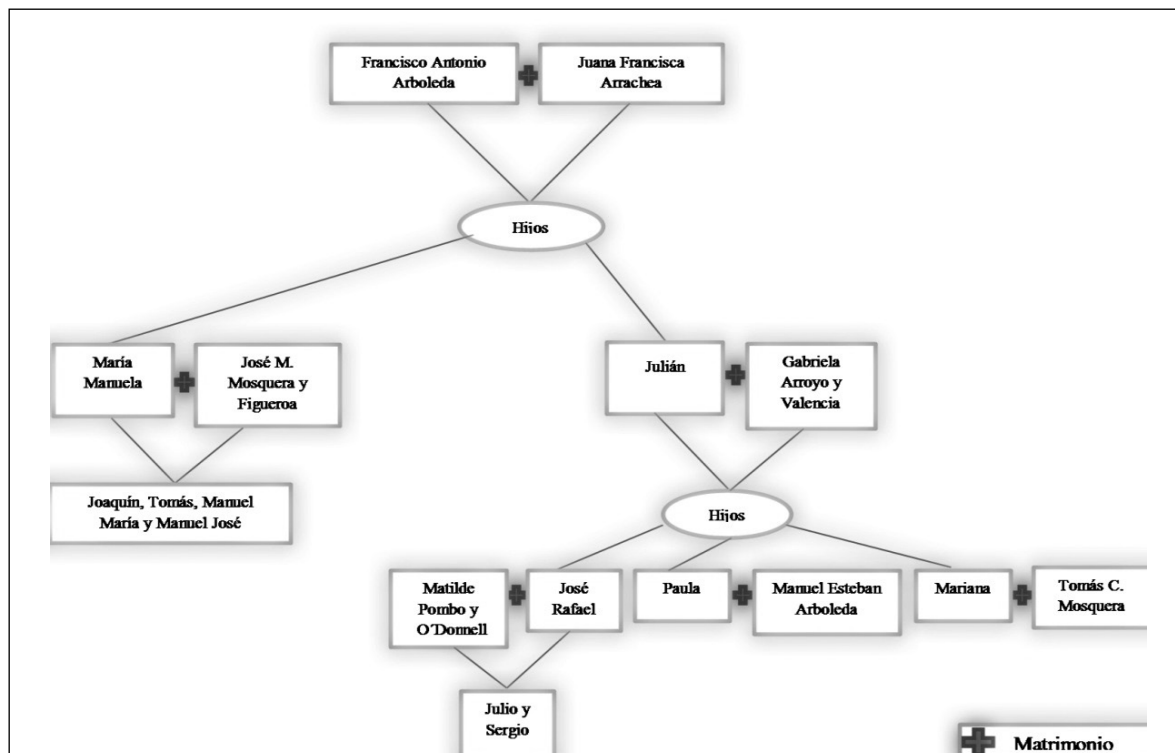 Francisco Antonio
Arboleda
Juana Francisca
Arrachea
Hijos
María
Manuela
José M.
Mosquera y
Figueroa
Julián
Gabriela
Arroyo y
Valencia
Joaquín, Tomás, Manuel
María y Manuel José
Hijos
Matilde
Pombo y
O´Donnell
José
Rafael
Paula
Manuel Esteban
Arboleda
Mariana
Tomás C.
Mosquera
Julio y
Sergio
Matrimonio